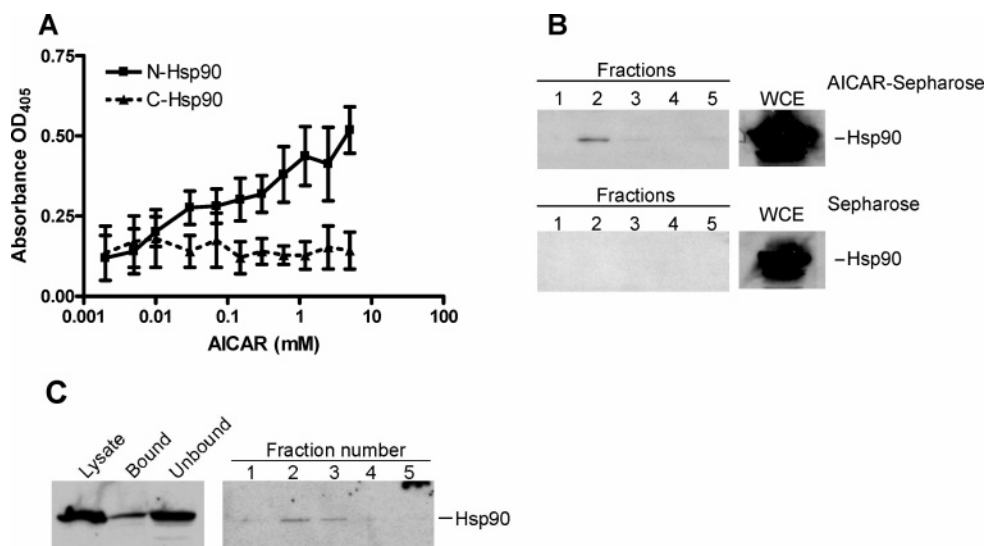 A
0.75
0.50
0.25
0.00
Absorbance OD405
N-Hsp90
C-Hsp90
0.001
0.01
0.1
1
10
100
AICAR (mM)
B
Fractions
1 2 3 4 5
WCE
AICAR-Sepharose
–Hsp90
Fractions
1 2 3 4 5
WCE
Sepharose
–Hsp90
C
Lysate
Bound
Unbound
Fraction number
1 2 3 4 5
–Hsp90